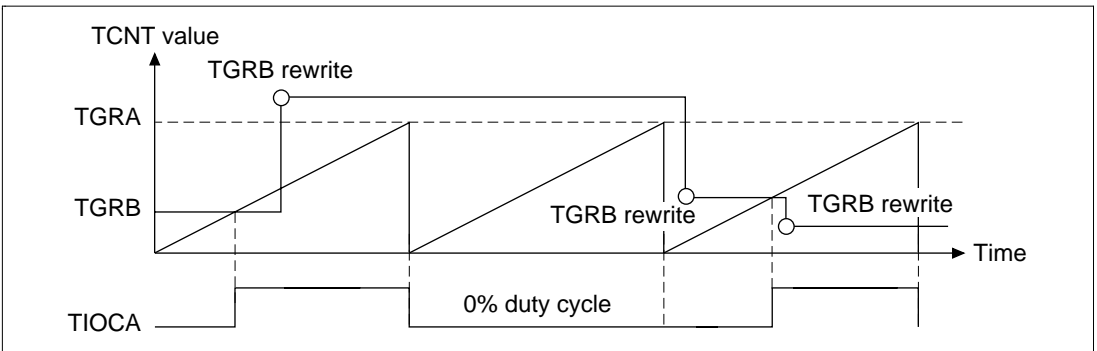 TCNT value
TGRB rewrite
TGRA
TGRB
TGRB rewrite
TGRB rewrite
Time
0% duty cycle
TIOCA